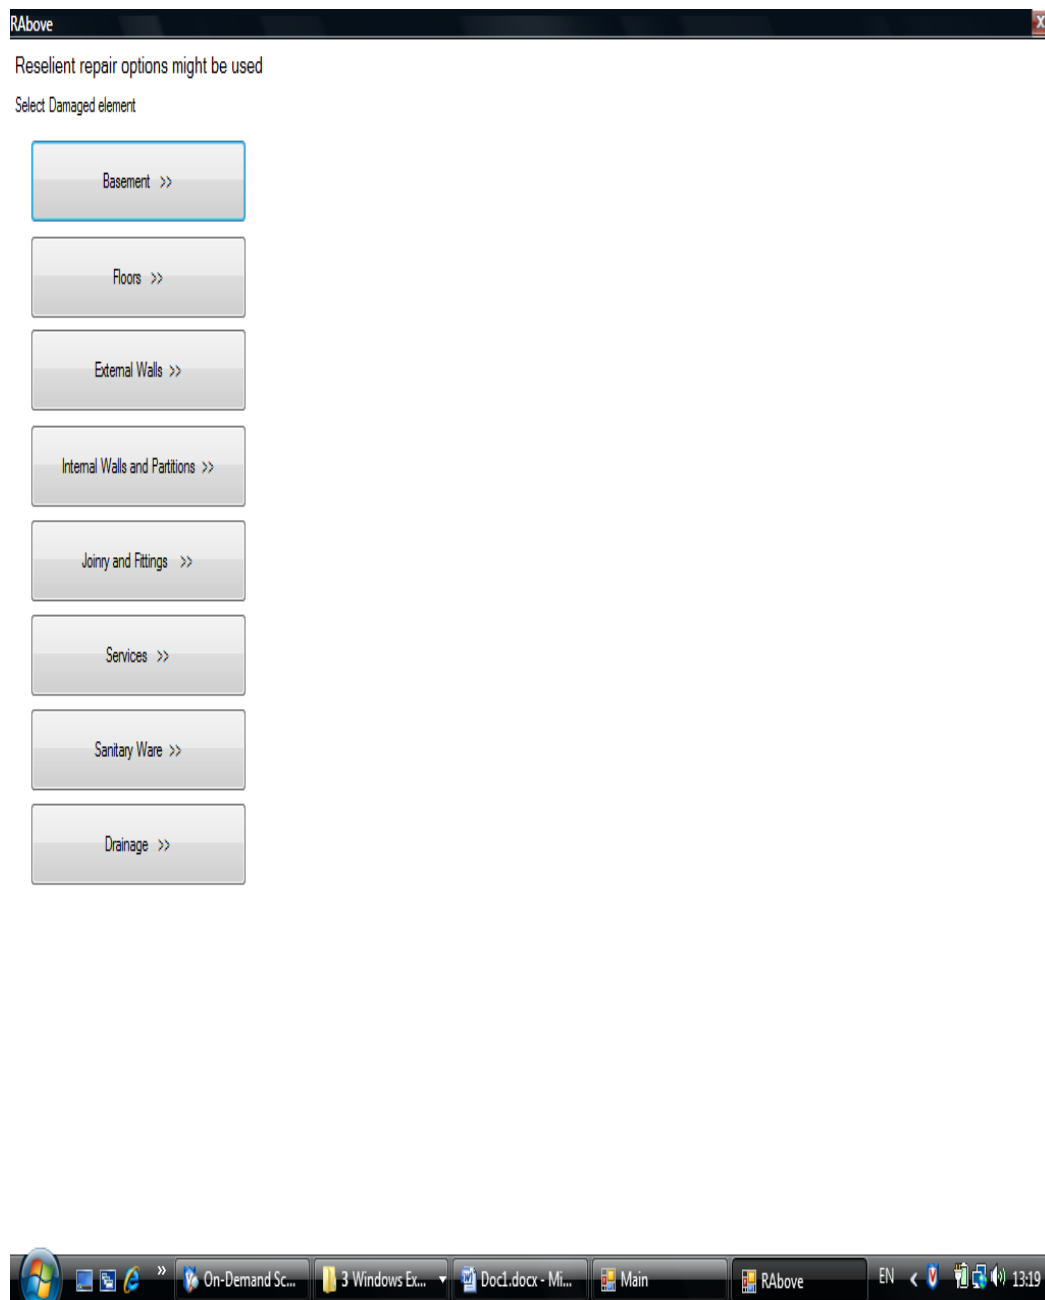 RAbove
Reselient repair options might be used
Select Damaged element
Basement >>
Floors >>
External Walls >>
Internal Walls and Partitions >>
Joinry and Fittings >>
Services >>
Sanitary Ware >>
Drainage >>
» On-Demand Sc... 3 Windows Ex... Doc1.docx - Mi... Main RAbove EN 13:19